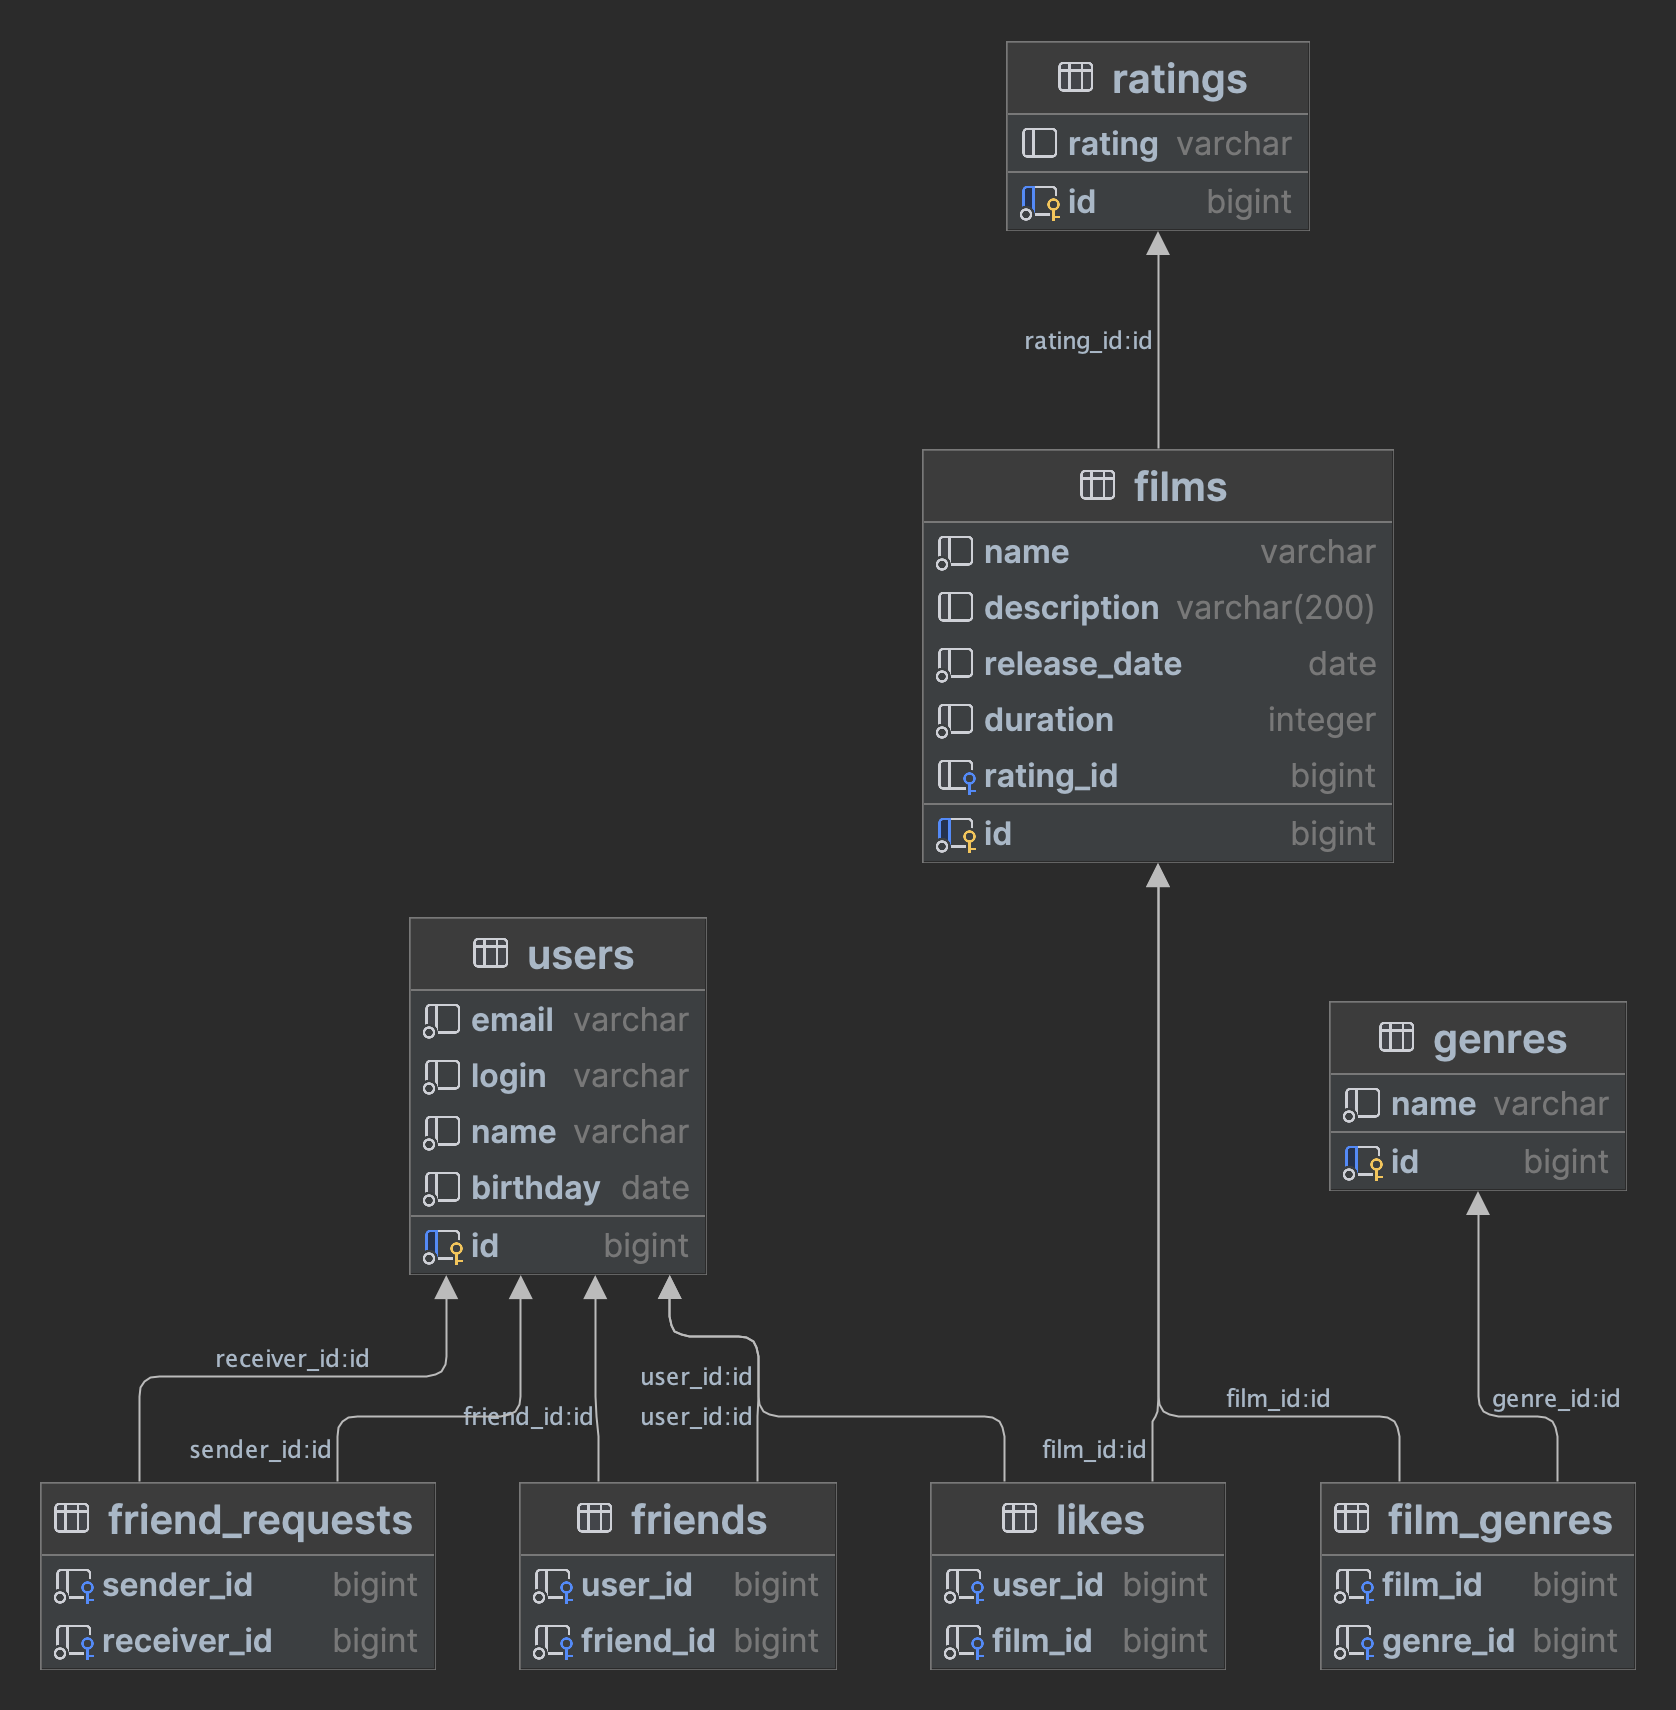 ratings
rating varchar
id bigint
rating_id:id
films
name varchar
description varchar(200)
release_date date
duration integer
rating_id bigint
id bigint
users
email varchar
login varchar
name varchar
birthday date
id bigint
genres
name varchar
id bigint
receiver_id:id
sender_id:id
friend_id:id
user_id:id
user_id:id
film_id:id
film_id:id
genre_id:id
friend_requests
sender_id bigint
receiver_id bigint
friends
user_id bigint
friend_id bigint
likes
user_id bigint
film_id bigint
film_genres
film_id bigint
genre_id bigint